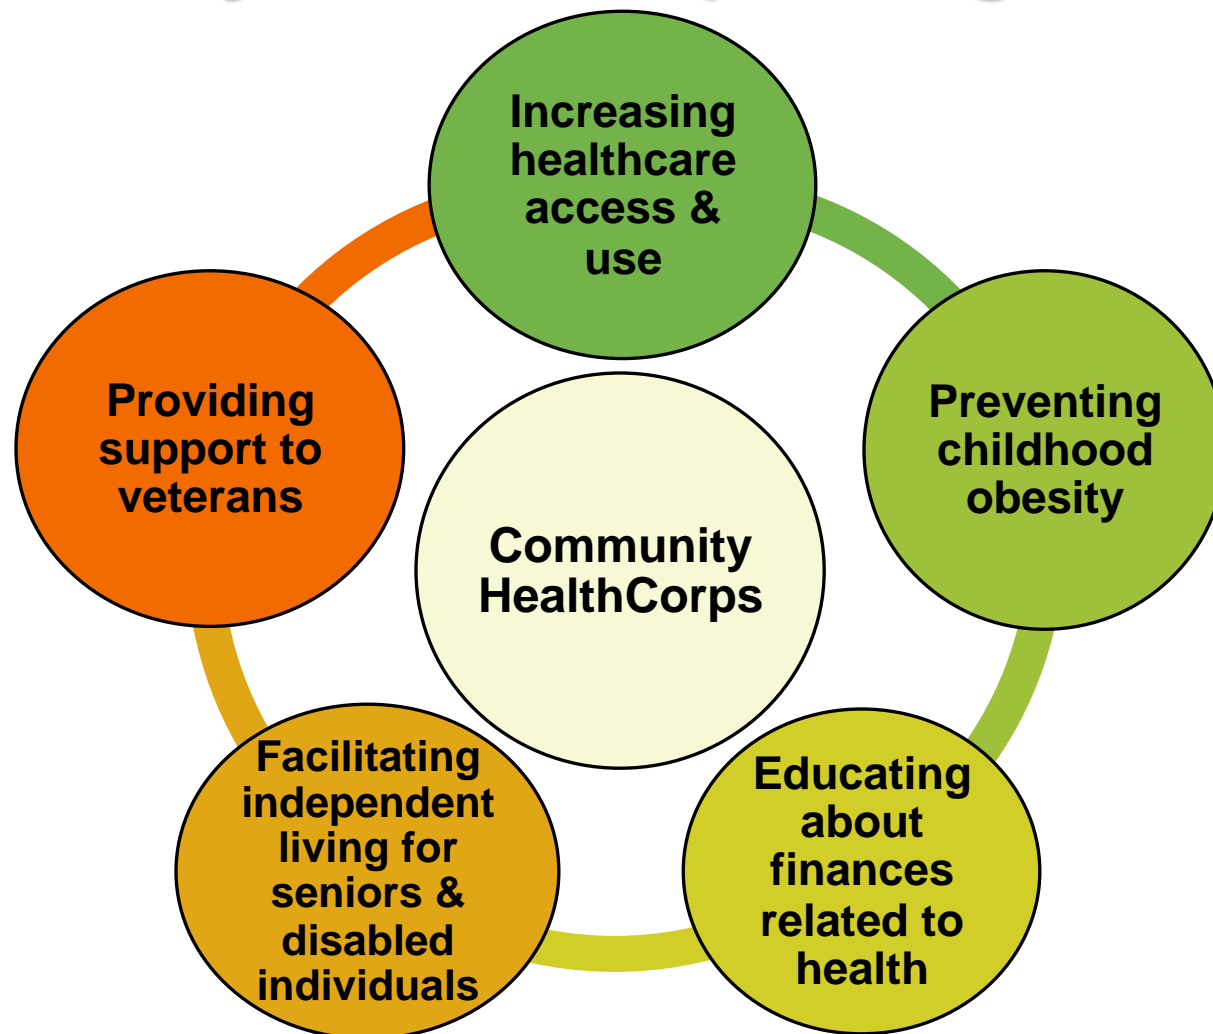 Increasing
healthcare
access &
use
Preventing
childhood
obesity
Educating
about
finances
related to
health
Facilitating
independent
living for
seniors &
disabled
individuals
Providing
support to
veterans
Community
HealthCorps